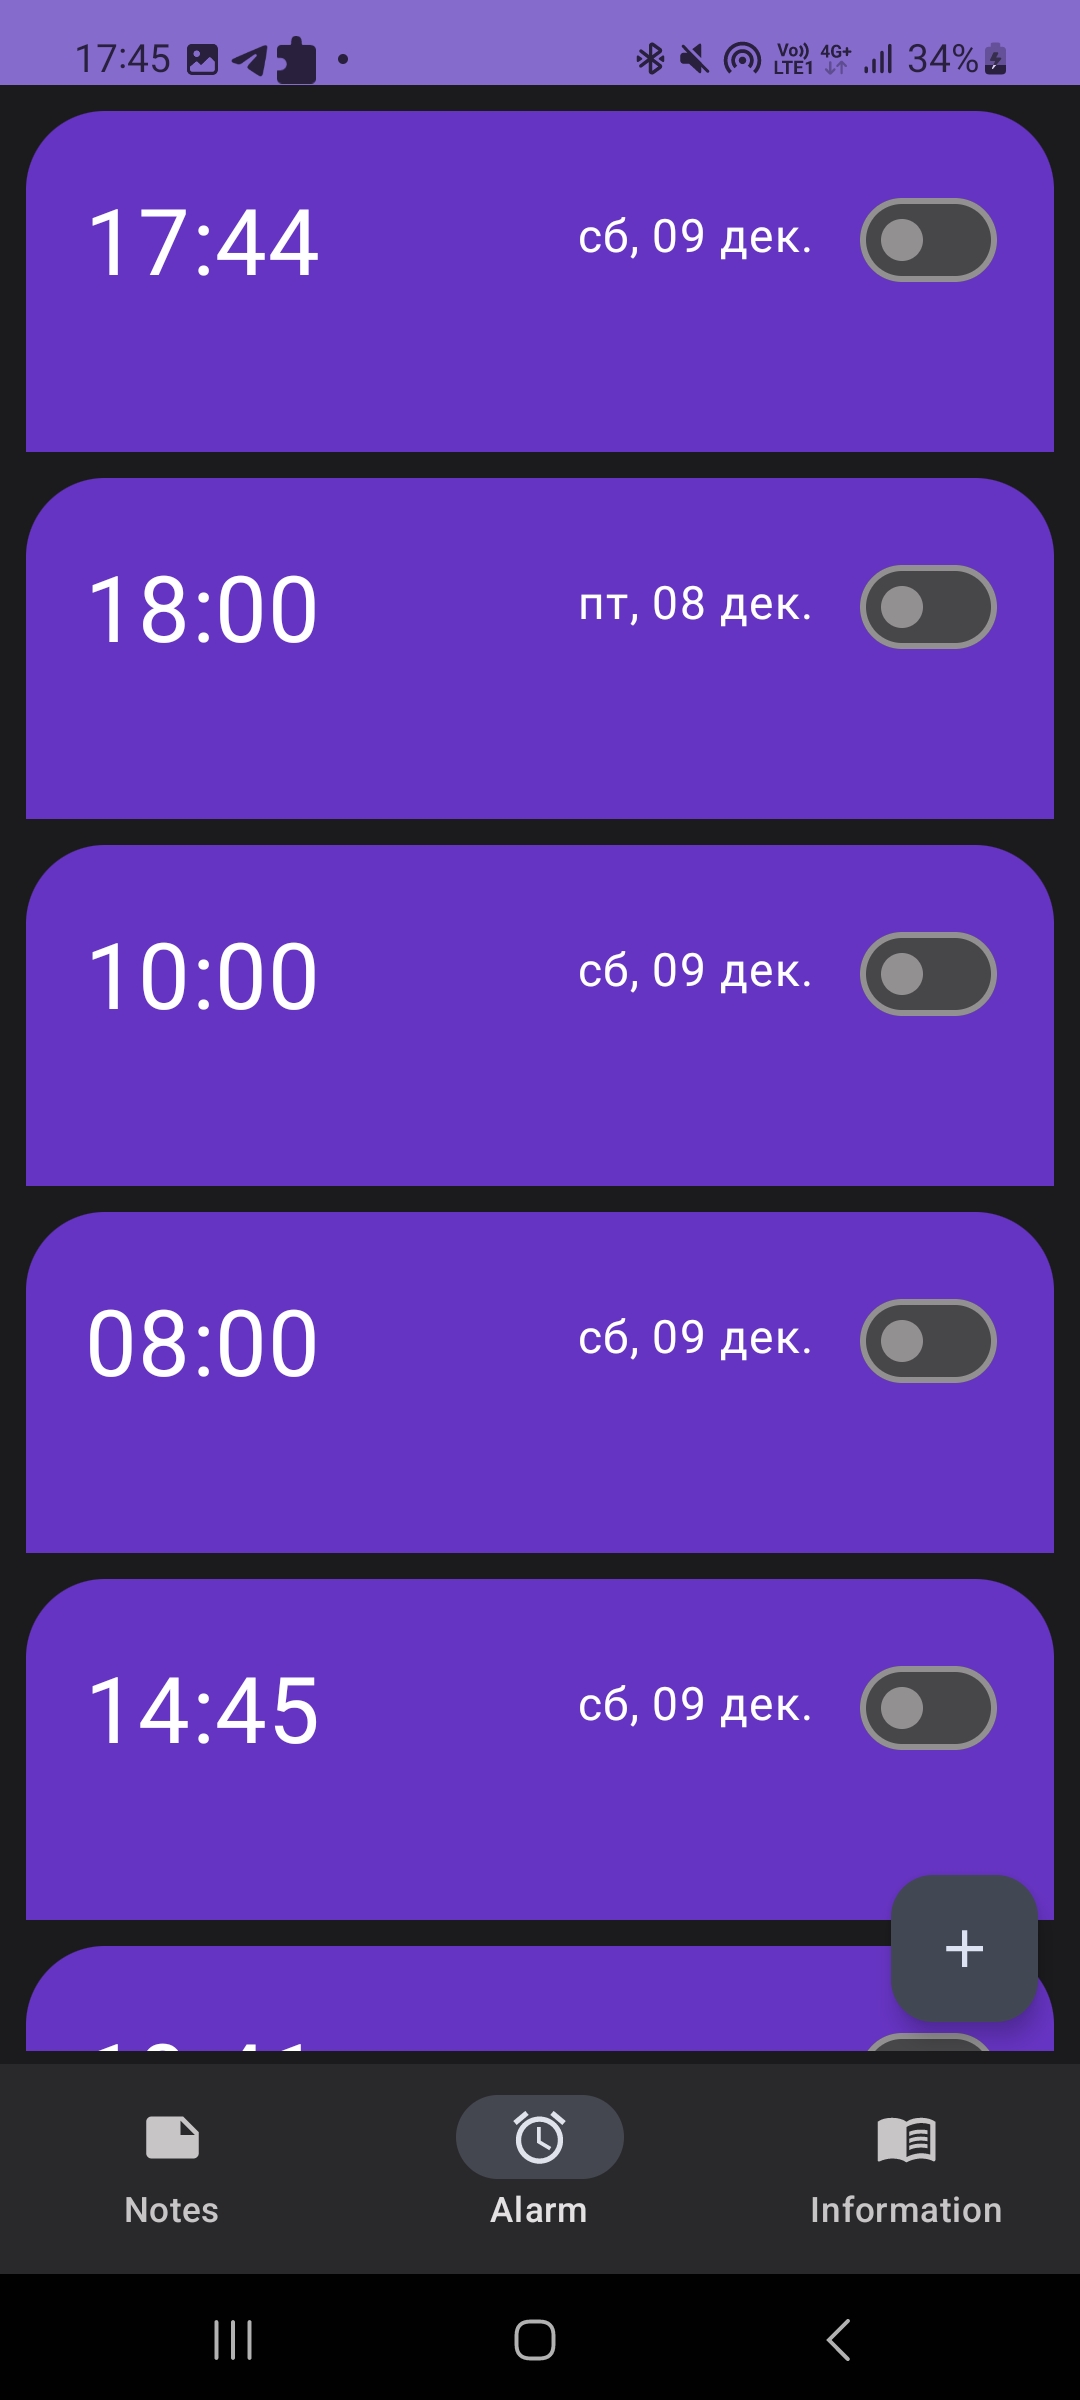 17:45 Vo)) LTE1 4G+ 34%
17:44 сб, 09 дек.
18:00 пт, 08 дек.
10:00 сб, 09 дек.
08:00 сб, 09 дек.
14:45 сб, 09 дек.
Notes Alarm Information